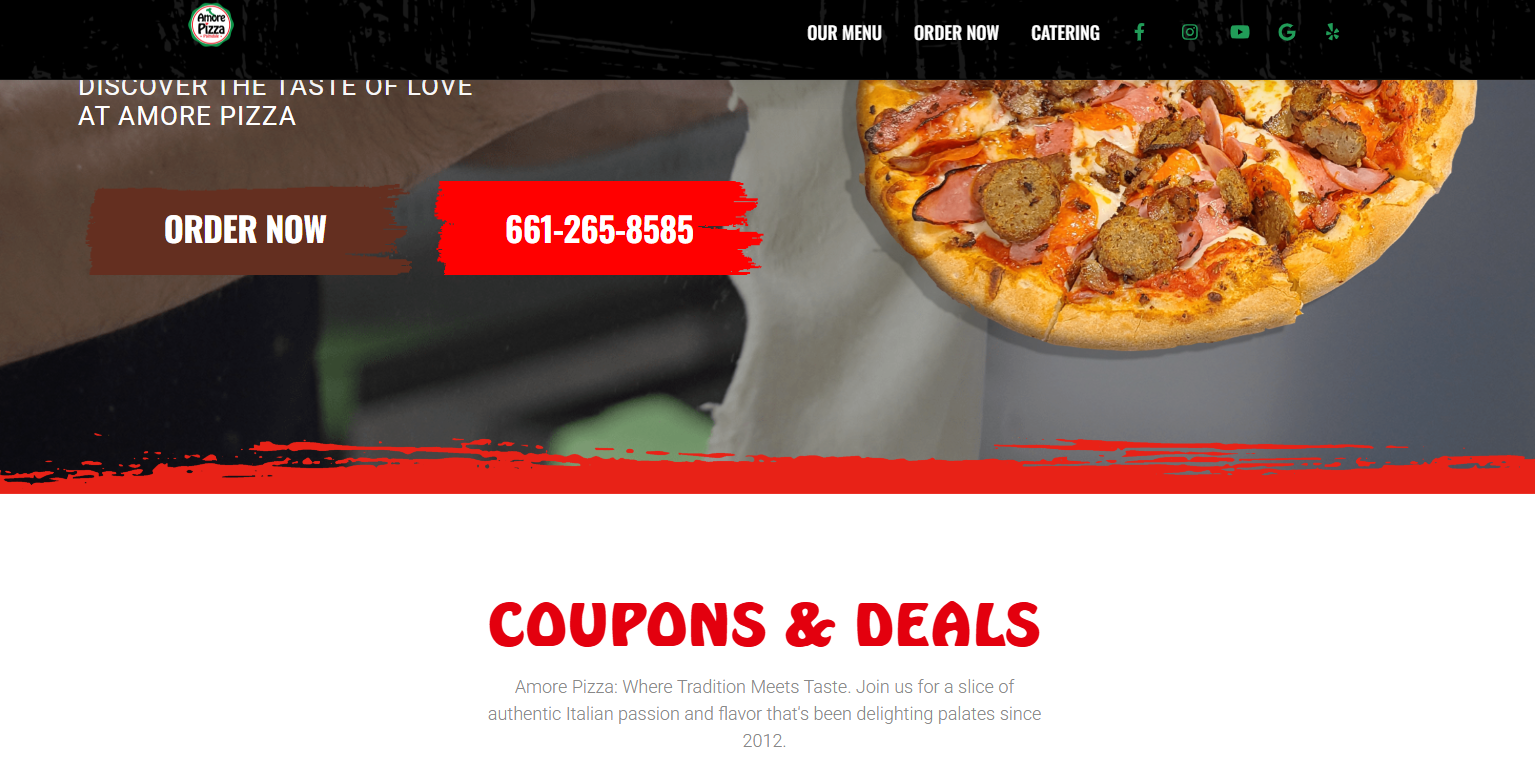 Amore
Pizza
OUR MENU
ORDER NOW
CATERING
DISCOVER THE TASTE OF LOVE
AT AMORE PIZZA
ORDER NOW
661-265-8585
COUPONS & DEALS
Amore Pizza: Where Tradition Meets Taste. Join us for a slice of
authentic Italian passion and flavor that's been delighting palates since
2012.